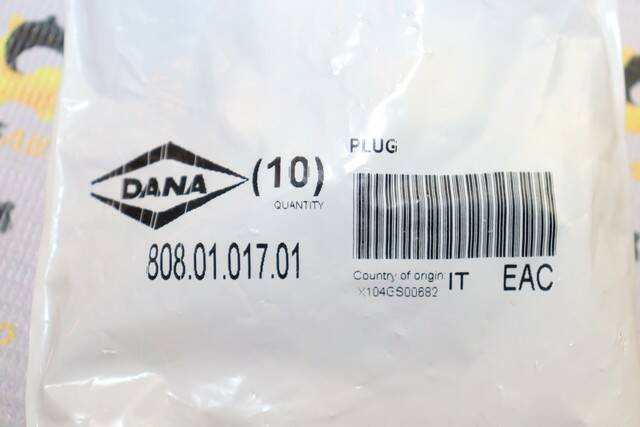 DANA
(10)
QUANTITY
808.01.017.01
PLUG
Country of origin: IT
EAC
X104GS00682